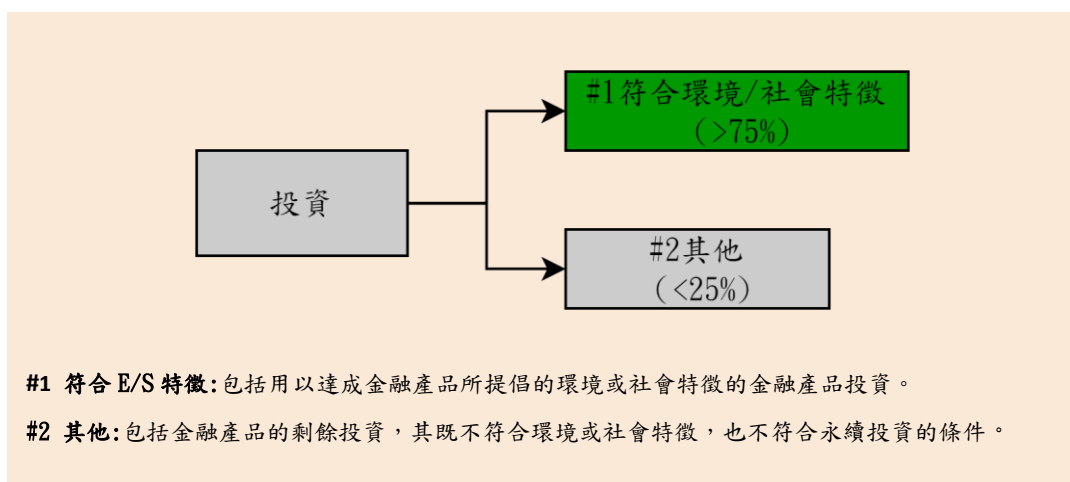 #1符合環境/社會特徵
(>75%)
投資
#2其他
(<25%)
#1 符合 E/S 特徵:包括用以達成金融產品所提倡的環境或社會特徵的金融產品投資。
#2 其他:包括金融產品的剩餘投資，其既不符合環境或社會特徵，也不符合永續投資的條件。